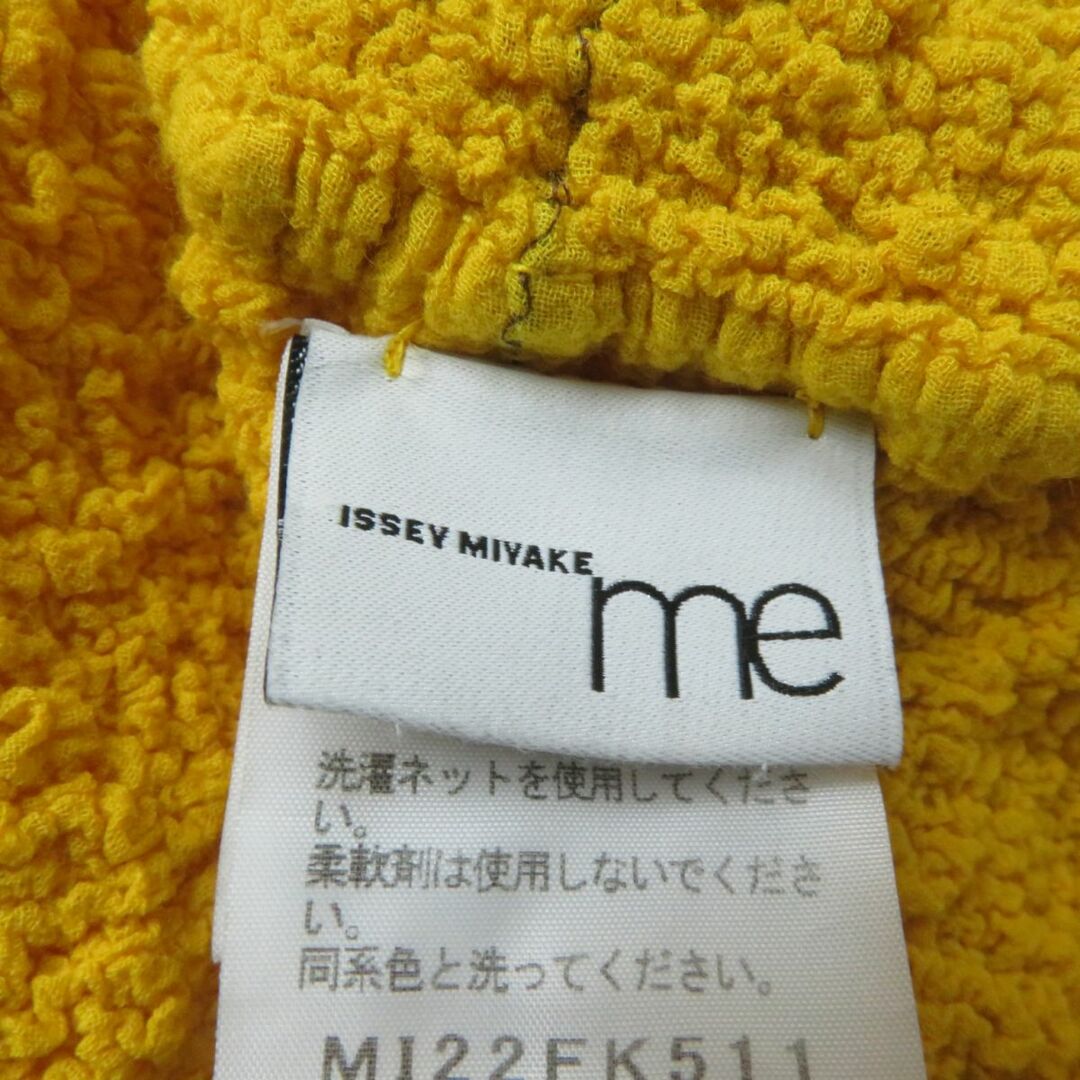 ISSEY MIYAKE
me
洗濯ネットを使用してくださ
い。
柔軟剤は使用しないでくださ
い。
同系色と洗ってください。
MI22FK511